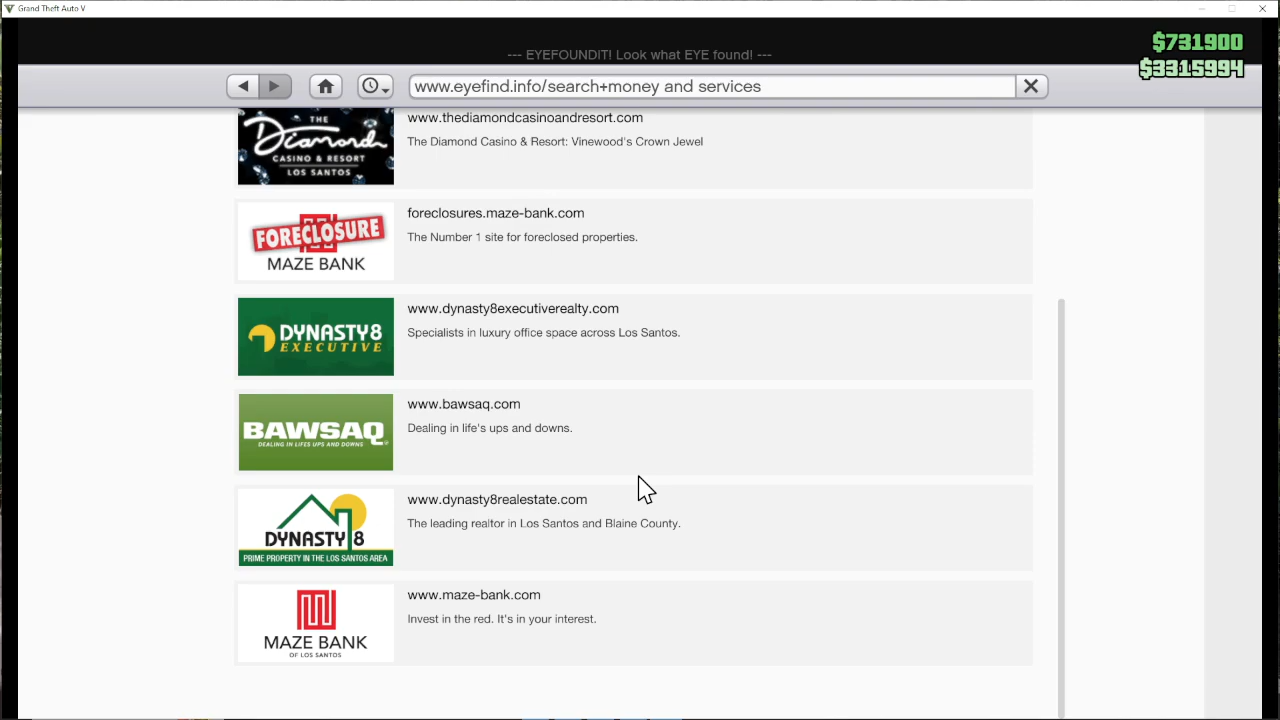 Grand Theft Auto V
--- EYEFOUNDIT! Look what EYE found! ---
$731900
$3315994
www.eyefind.info/search+money and services
THE
Diamond
CASINO & RESORT
LOS SANTOS
www.thediamondcasinoandresort.com
The Diamond Casino & Resort: Vinewood's Crown Jewel
FORECLOSURE
MAZE BANK
foreclosures.maze-bank.com
The Number 1 site for foreclosed properties.
DYNASTY8
EXECUTIVE
www.dynasty8executiverealty.com
Specialists in luxury office space across Los Santos.
BAWSAQ
DEALING IN LIFES UPS AND DOWNS
www.bawsaq.com
Dealing in life's ups and downs.
DYNASTY 8
PRIME PROPERTY IN THE LOS SANTOS AREA
www.dynasty8realestate.com
The leading realtor in Los Santos and Blaine County.
MAZE BANK
OF LOS SANTOS
www.maze-bank.com
Invest in the red. It's in your interest.